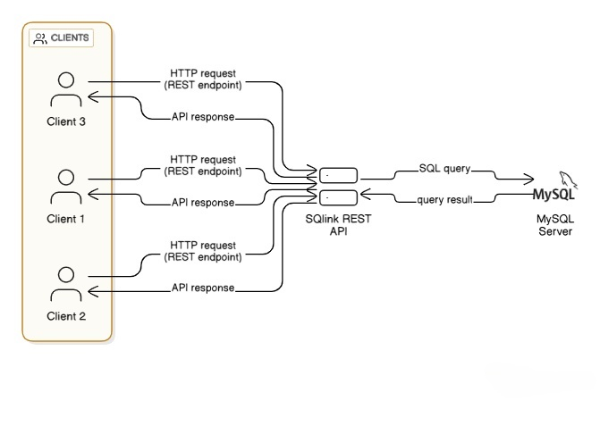 CLIENTS
HTTP request
(REST endpoint)
Client 3
API response
HTTP request
(REST endpoint)
SQL query
Client 1
API response
query result
MySQL
SQlink REST
API
MySQL
Server
HTTP request
(REST endpoint)
API response
Client 2